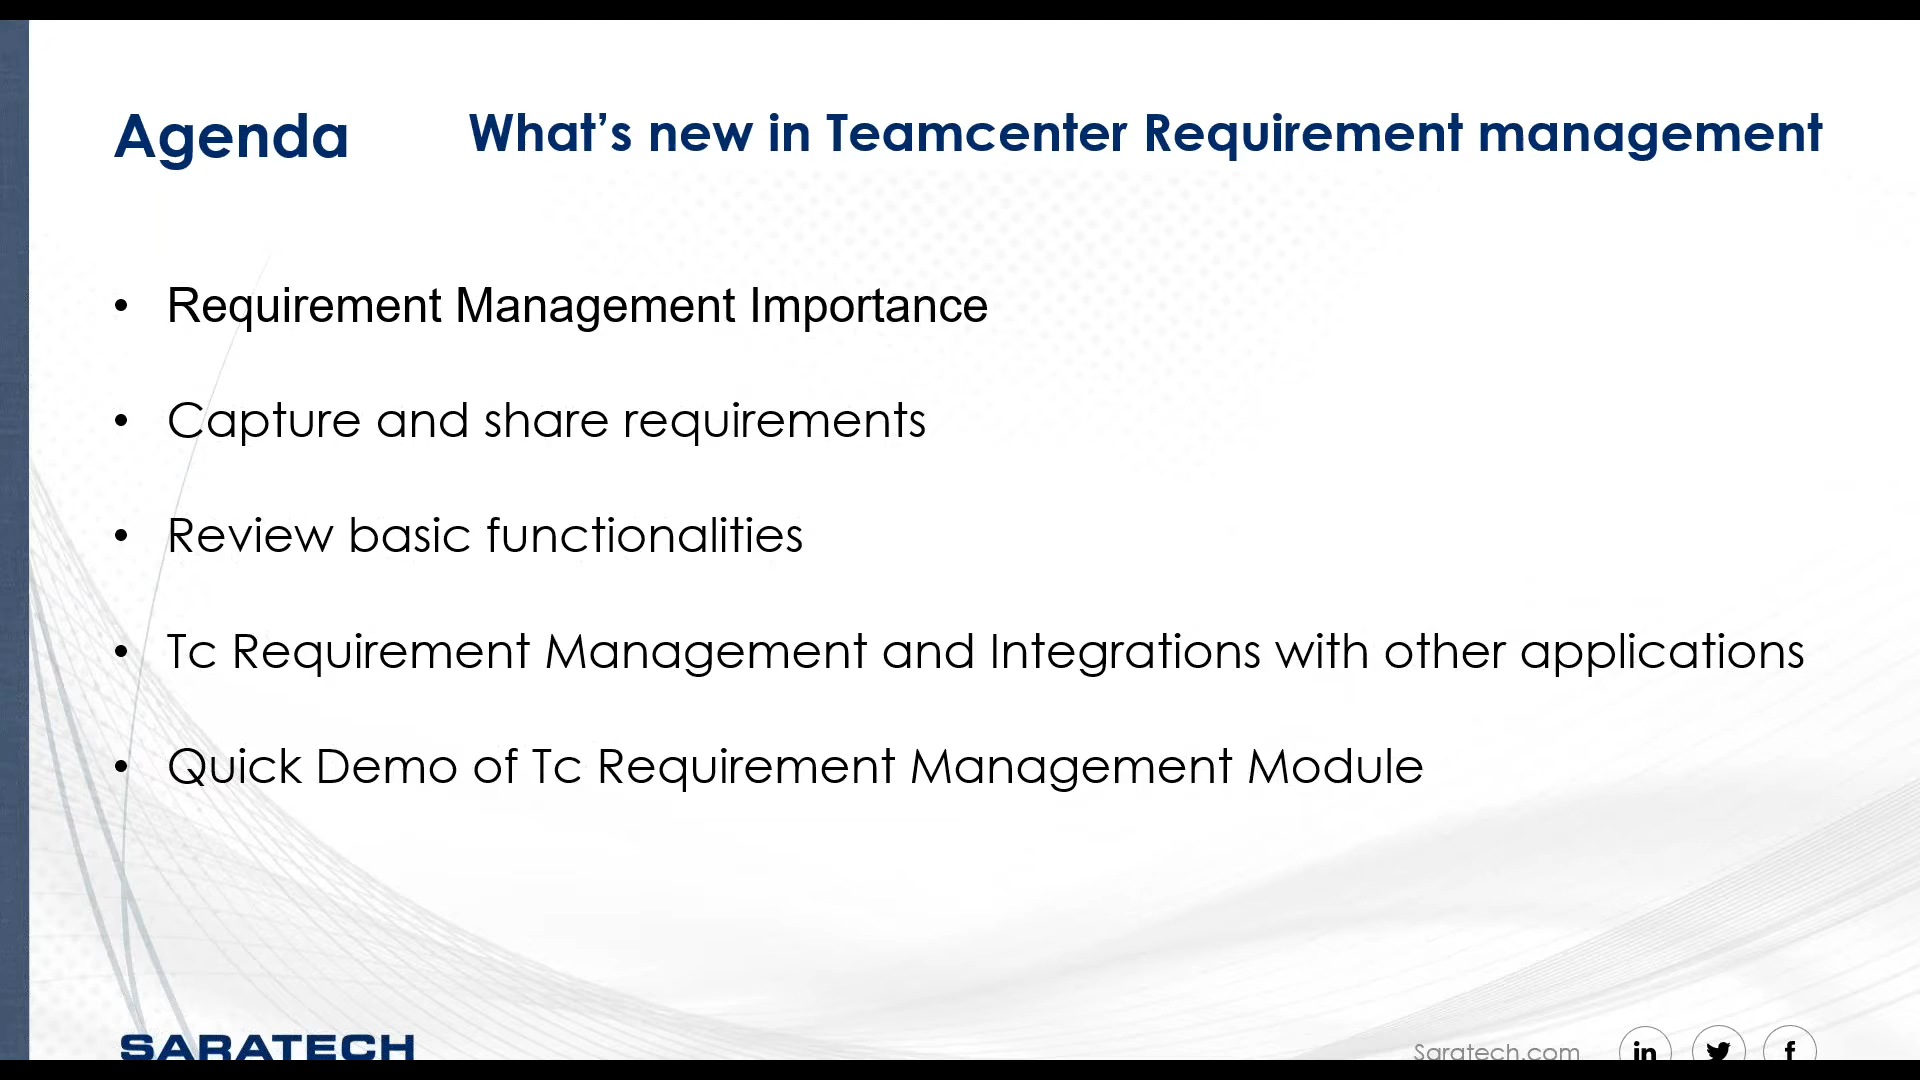 Agenda
What’s new in Teamcenter Requirement management
• Requirement Management Importance
• Capture and share requirements
• Review basic functionalities
• Tc Requirement Management and Integrations with other applications
• Quick Demo of Tc Requirement Management Module
SARATECH
Saratech.com
in
f